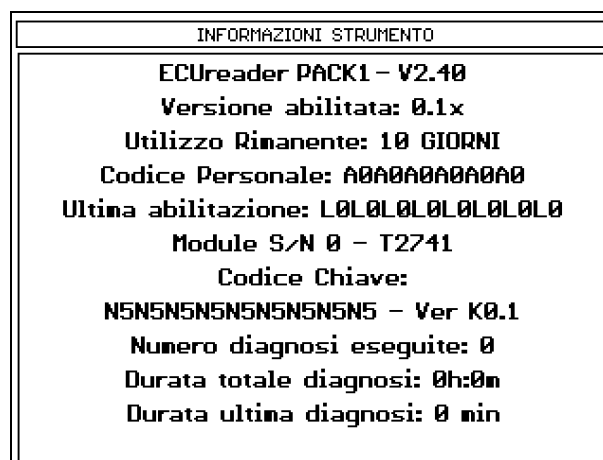 INFORMAZIONI STRUMENTO
ECUreader PACK1 - V2.40
Versione abilitata: 0.1x
Utilizzo Rimanente: 10 GIORNI
Codice Personale: A0A0A0A0A0A0
Ultima abilitazione: L0L0L0L0L0L0L0L0
Module S/N 0 - T2741
Codice Chiave:
N5N5N5N5N5N5N5N5N5 - Ver K0.1
Numero diagnosi eseguite: 0
Durata totale diagnosi: 0h:0m
Durata ultima diagnosi: 0 min